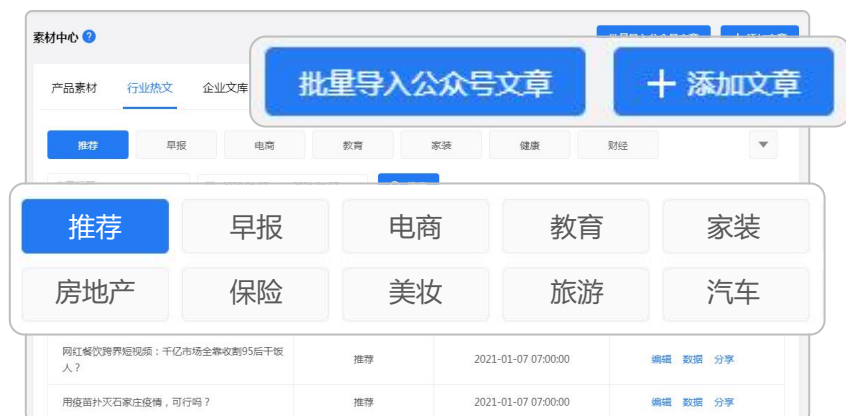 素材中心 ?
批量导入公众号文章 + 添加文章
产品素材 行业热文 企业文库
推荐 早报 电商 教育 家装 健康 财经
推荐 早报 电商 教育 家装
房地产 保险 美妆 旅游 汽车
网红餐饮跨界短视频：千亿市场全靠收割95后干饭
人？ 推荐 2021-01-07 07:00:00 编辑 数据 分享
用疫苗扑灭石家庄疫情，可行吗？ 推荐 2021-01-07 07:00:00 编辑 数据 分享